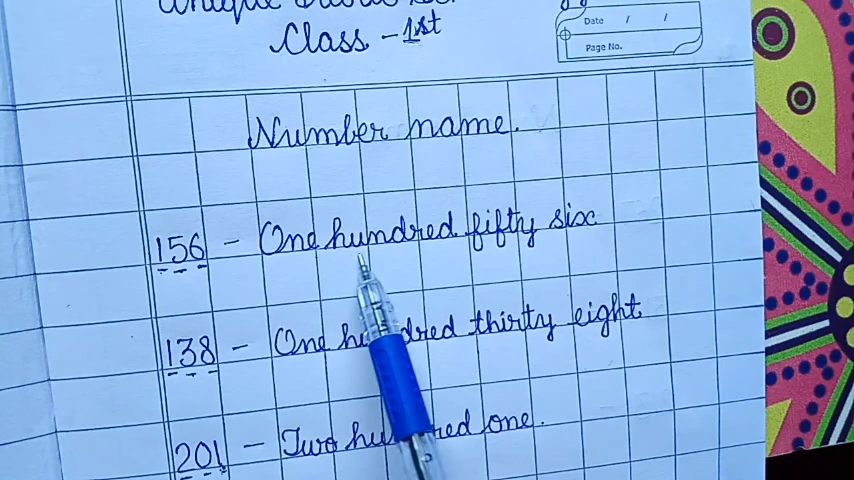 Class - 1st
Date / /
Page No.
Number name.
156 - One hundred fifty six
138 - One hundred thirty eight
201 - Two hundred one.